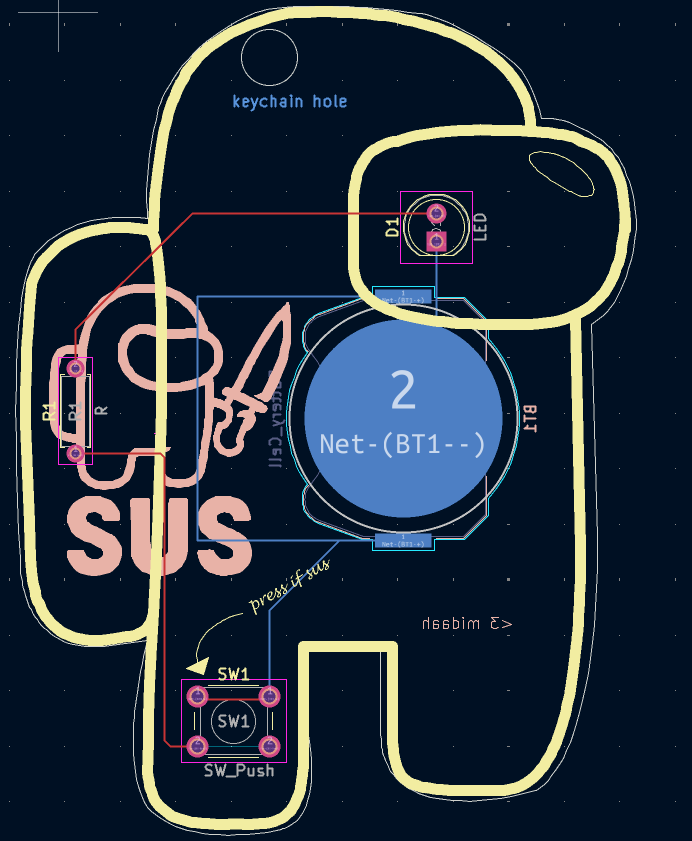 keychain hole
D1
LED
1
Net-(BT1-+)
2
Net-(BT1--)
BT1
Battery_Cell
R1
R1
R
SUS
press if sus
<3 midaah
1
Net-(BT1-+)
SW1
SW1
SW_Push